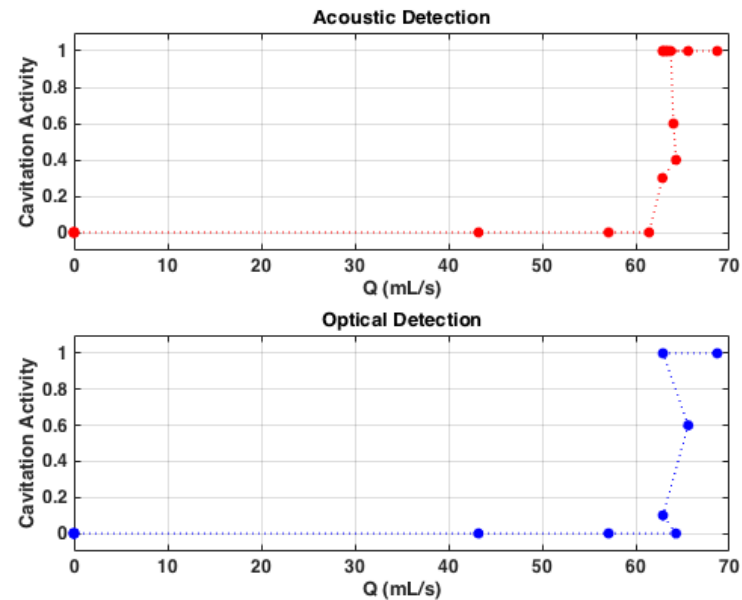 Acoustic Detection
1
0.8
0.6
0.4
0.2
0
Cavitation Activity
0 10 20 30 40 50 60 70
Q (mL/s)
Optical Detection
1
0.8
0.6
0.4
0.2
0
Cavitation Activity
0 10 20 30 40 50 60 70
Q (mL/s)